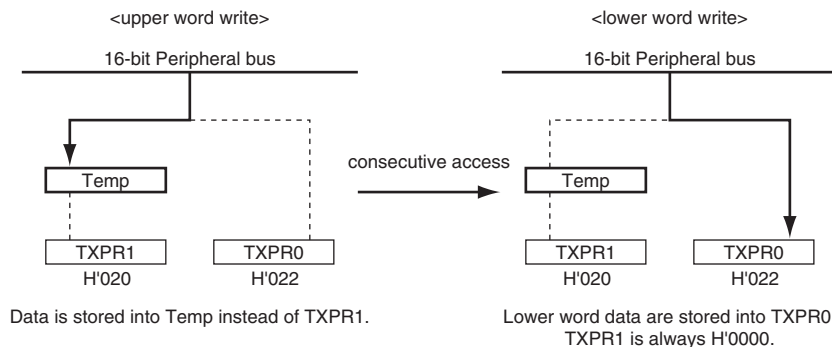 <upper word write>
16-bit Peripheral bus
Temp
TXPR1
TXPR0
H'020
H'022
Data is stored into Temp instead of TXPR1.
consecutive access
<lower word write>
16-bit Peripheral bus
Temp
TXPR1
TXPR0
H'020
H'022
Lower word data are stored into TXPR0.
TXPR1 is always H'0000.